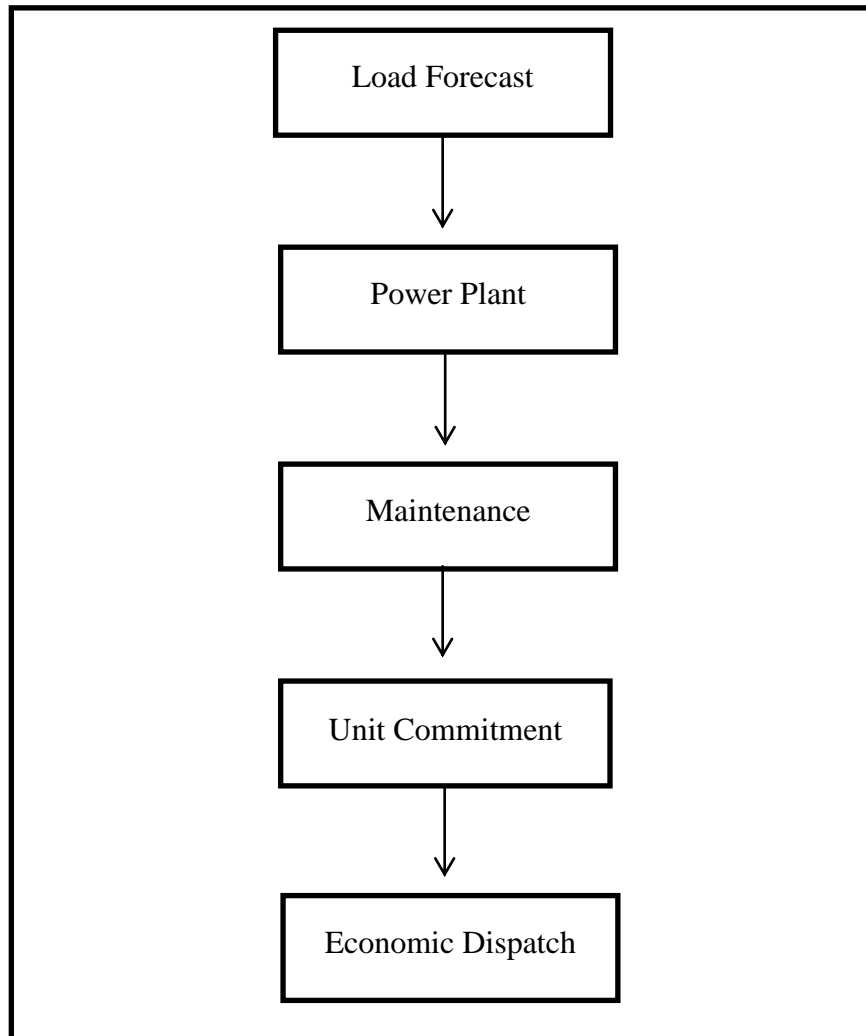 Load Forecast
Power Plant
Maintenance
Unit Commitment
Economic Dispatch